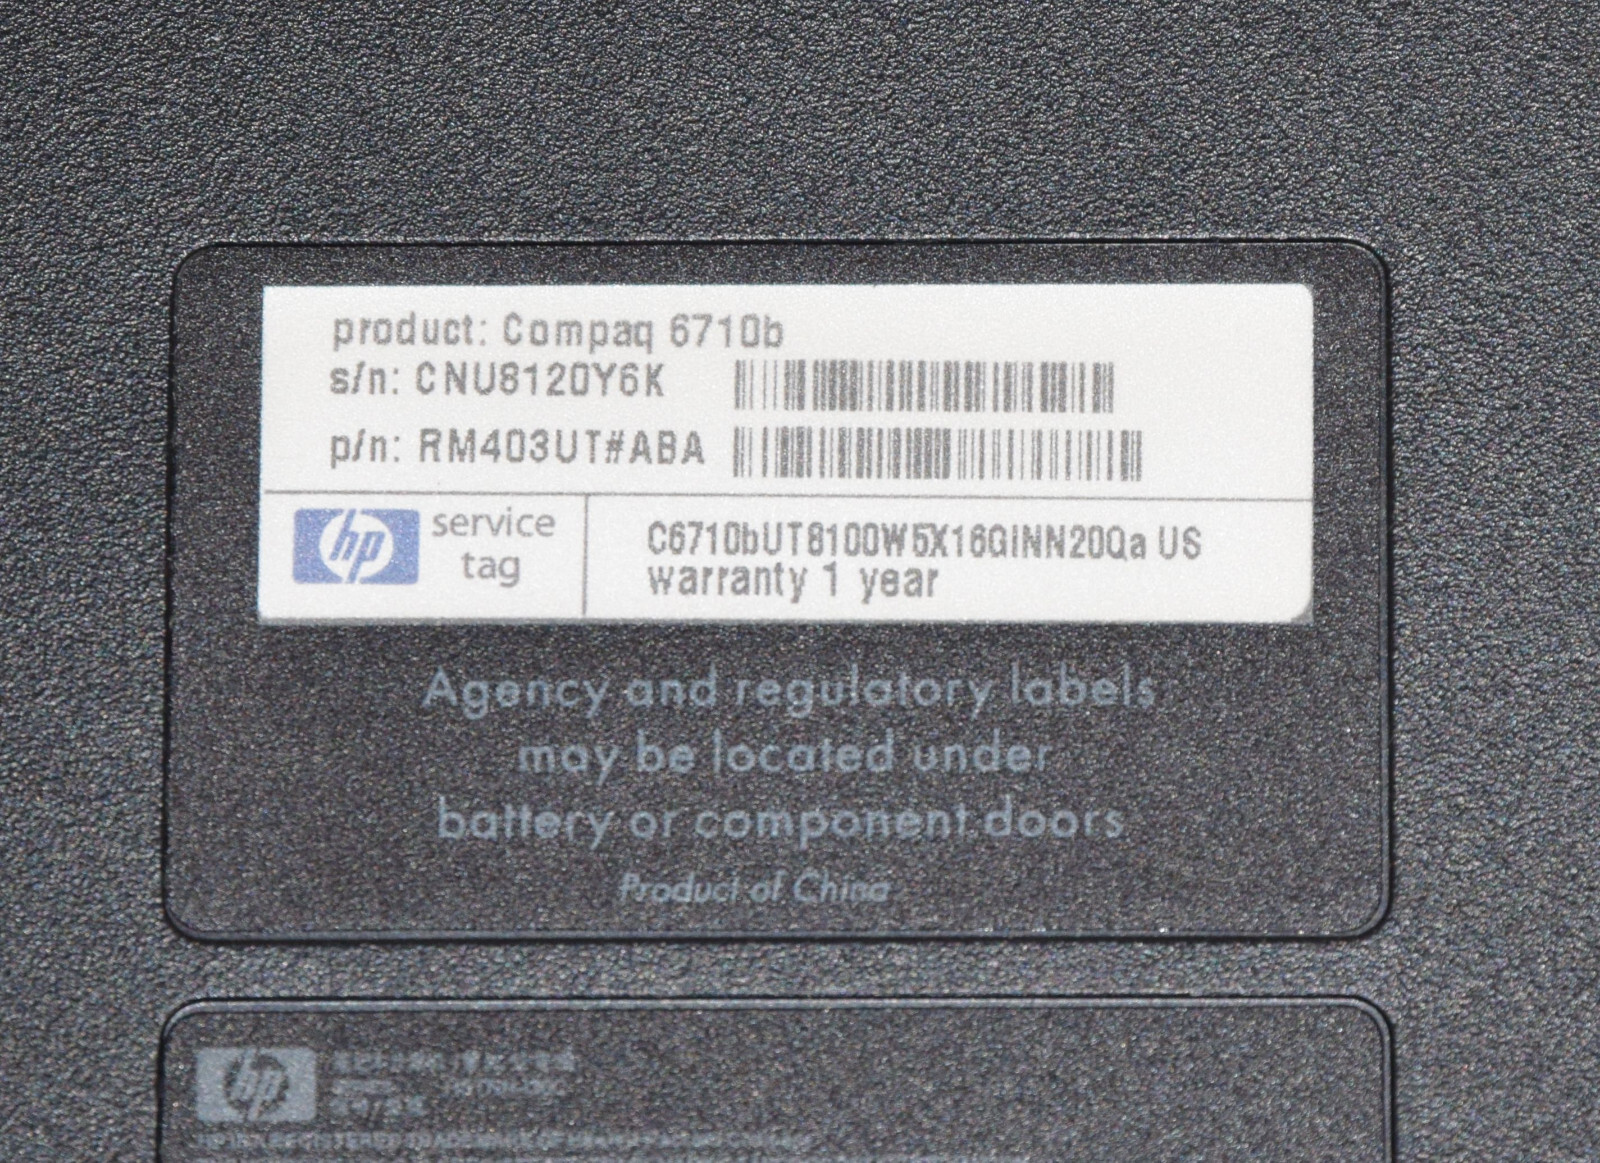 product: Compaq 6710b
s/n: CNU8120Y6K
p/n: RM403UT#ABA
hp service
tag
C6710bUT8100W5X16GINN20Qa US
warranty 1 year
Agency and regulatory labels
may be located under
battery or component doors
Product of China
hp